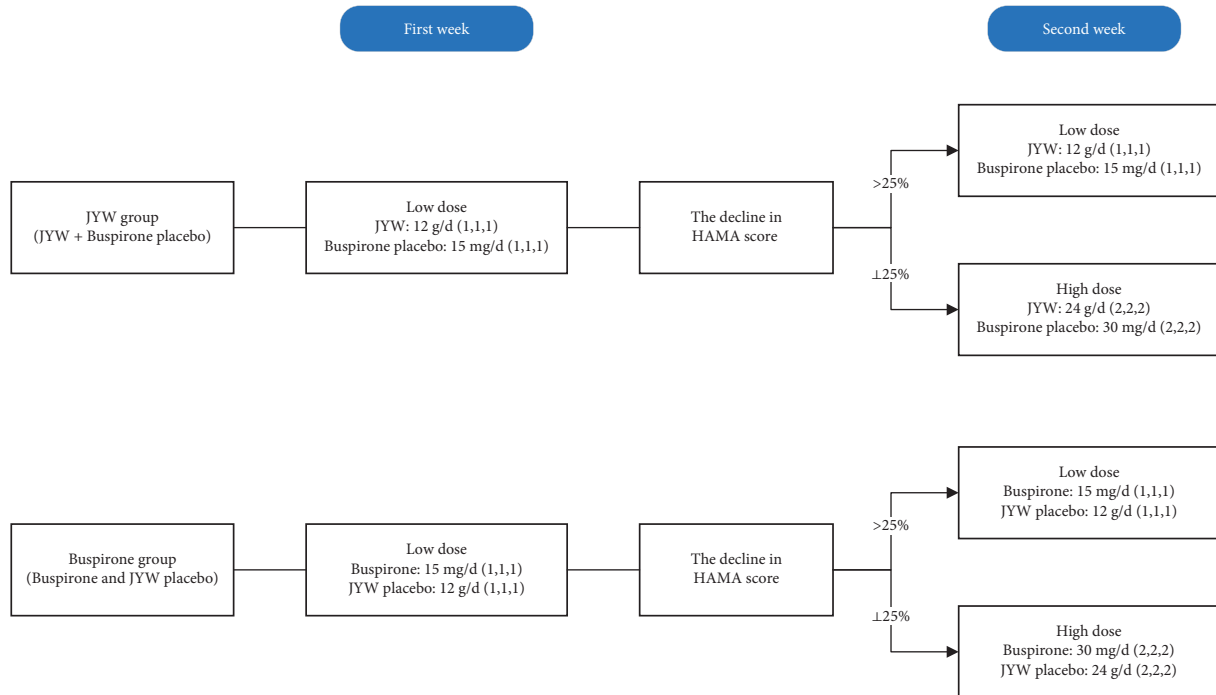 First week
Second week
JYW group
(JYW + Buspirone placebo)
Low dose
JYW: 12 g/d (1,1,1)
Buspirone placebo: 15 mg/d (1,1,1)
The decline in
HAMA score
>25%
Low dose
JYW: 12 g/d (1,1,1)
Buspirone placebo: 15 mg/d (1,1,1)
⊥25%
High dose
JYW: 24 g/d (2,2,2)
Buspirone placebo: 30 mg/d (2,2,2)
Buspirone group
(Buspirone and JYW placebo)
Low dose
Buspirone: 15 mg/d (1,1,1)
JYW placebo: 12 g/d (1,1,1)
The decline in
HAMA score
>25%
Low dose
Buspirone: 15 mg/d (1,1,1)
JYW placebo: 12 g/d (1,1,1)
⊥25%
High dose
Buspirone: 30 mg/d (2,2,2)
JYW placebo: 24 g/d (2,2,2)